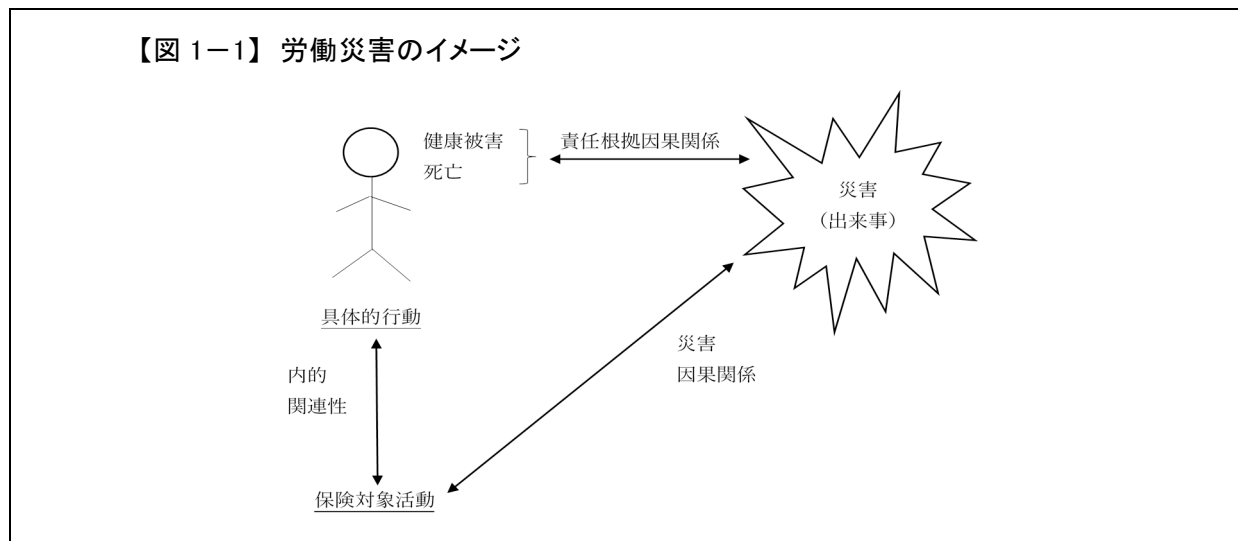 【図 1－1】 労働災害のイメージ
健康被害
死亡
責任根拠因果関係
災害
（出来事）
具体的行動
災害
因果関係
内的
関連性
保険対象活動